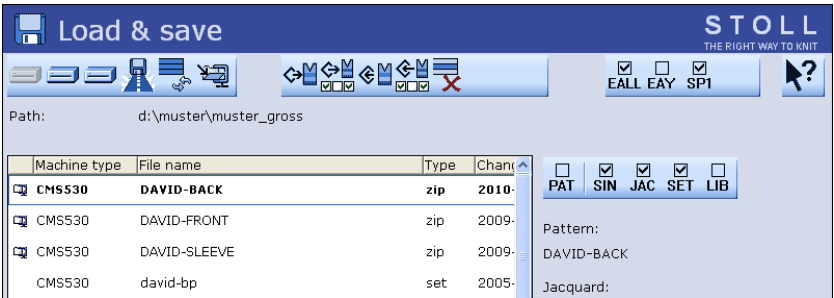 Load & save
STOLL
THE RIGHT WAY TO KNIT
EALL EAY SP1
?
Path: d:\muster\muster_gross
Machine type File name Type Chang
CMS530 DAVID-BACK zip 2010-
CMS530 DAVID-FRONT zip 2009-
CMS530 DAVID-SLEEVE zip 2009-
CMS530 david-bp set 2005-
PAT SIN JAC SET LIB
Pattern:
DAVID-BACK
Jacquard: